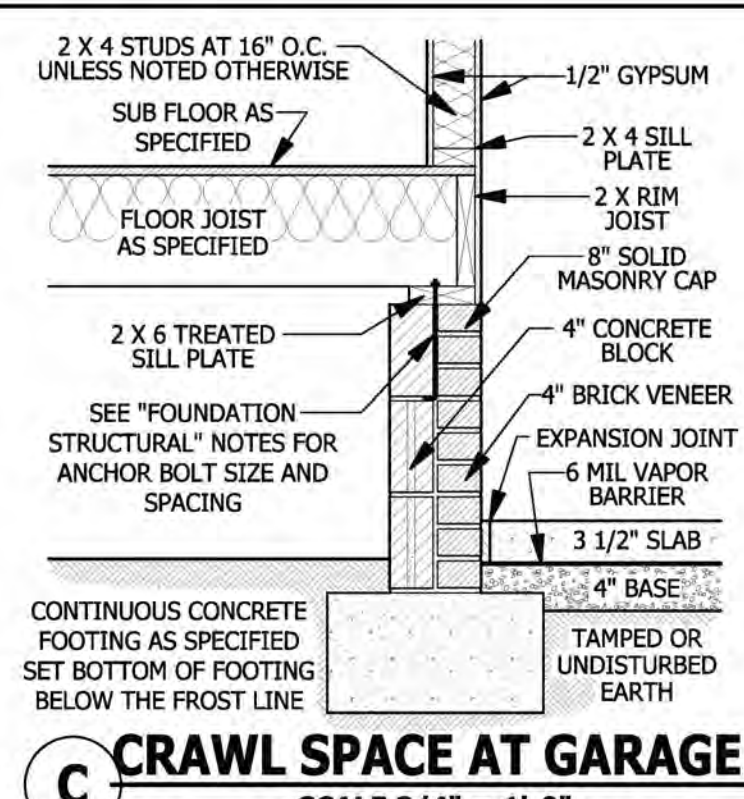 2 X 4 STUDS AT 16" O.C.
UNLESS NOTED OTHERWISE
SUB FLOOR AS
SPECIFIED
FLOOR JOIST
AS SPECIFIED
2 X 6 TREATED
SILL PLATE
SEE "FOUNDATION
STRUCTURAL" NOTES FOR
ANCHOR BOLT SIZE AND
SPACING
CONTINUOUS CONCRETE
FOOTING AS SPECIFIED
SET BOTTOM OF FOOTING
BELOW THE FROST LINE
1/2" GYPSUM
2 X 4 SILL
PLATE
2 X RIM
JOIST
8" SOLID
MASONRY CAP
4" CONCRETE
BLOCK
4" BRICK VENEER
EXPANSION JOINT
6 MIL VAPOR
BARRIER
3 1/2" SLAB
4" BASE
TAMPED OR
UNDISTURBED
EARTH
C CRAWL SPACE AT GARAGE